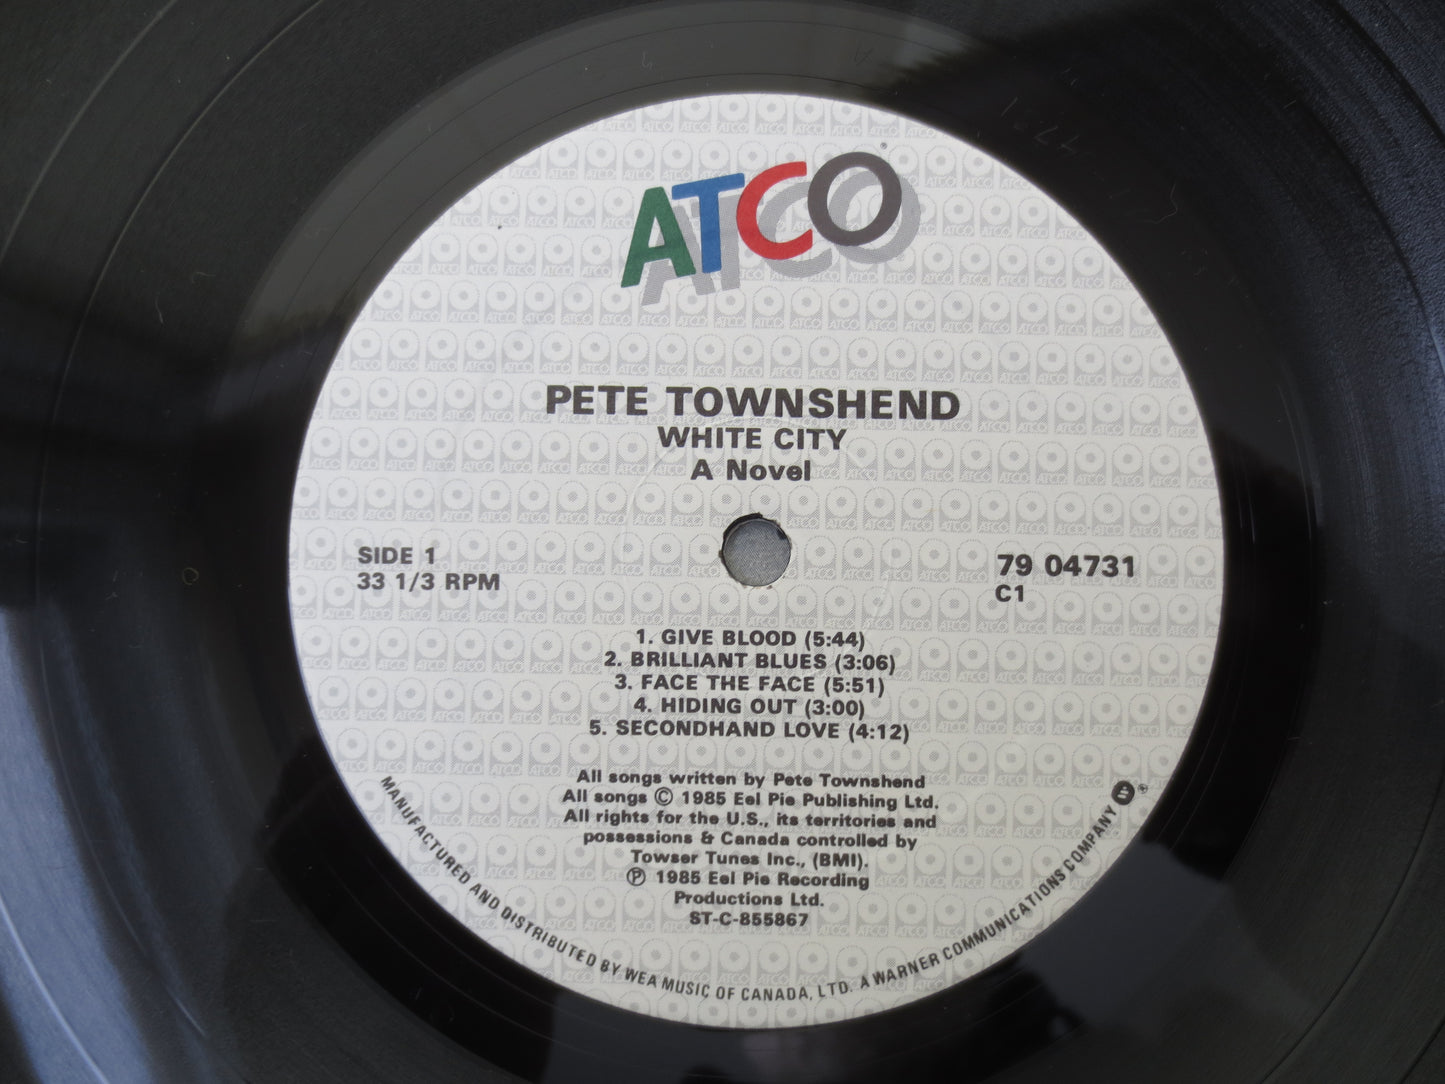 ATCO®
PETE TOWNSHEND
WHITE CITY
A Novel
SIDE 1
33 1/3 RPM
79 04731
C1
1. GIVE BLOOD (5:44)
2. BRILLIANT BLUES (3:06)
3. FACE THE FACE (5:51)
4. HIDING OUT (3:00)
5. SECONDHAND LOVE (4:12)
All songs written by Pete Townshend
All songs © 1985 Eel Pie Publishing Ltd.
All rights for the U.S., its territories and
possessions & Canada controlled by
Towser Tunes Inc., (BMI).
℗ 1985 Eel Pie Recording
Productions Ltd.
ST-C-855867
MANUFACTURED AND DISTRIBUTED BY WEA MUSIC OF CANADA, LTD. A WARNER COMMUNICATIONS COMPANY ®